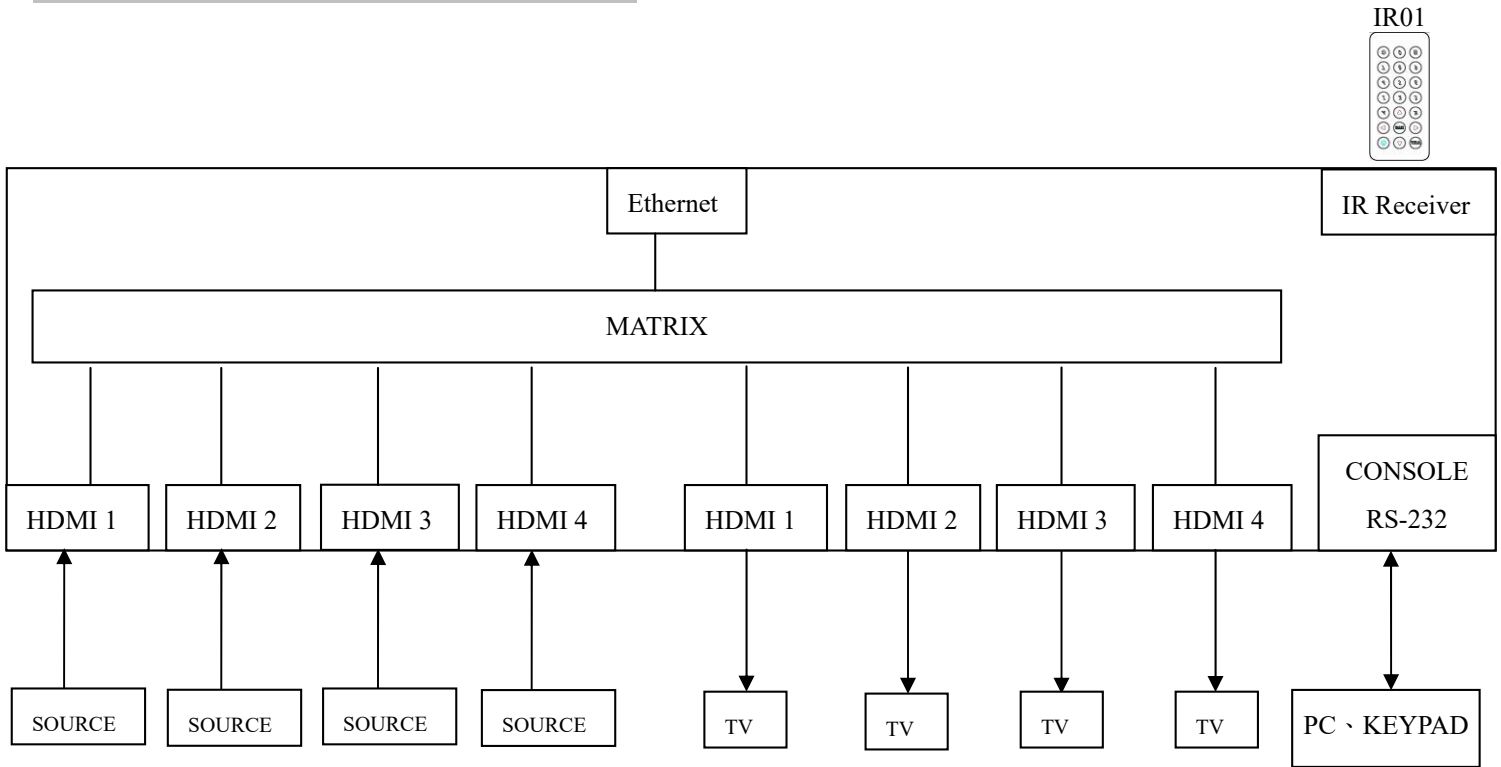 IR01
Ethernet
IR Receiver
MATRIX
CONSOLE
RS-232
HDMI 1
HDMI 2
HDMI 3
HDMI 4
HDMI 1
HDMI 2
HDMI 3
HDMI 4
SOURCE
SOURCE
SOURCE
SOURCE
TV
TV
TV
TV
PC、KEYPAD